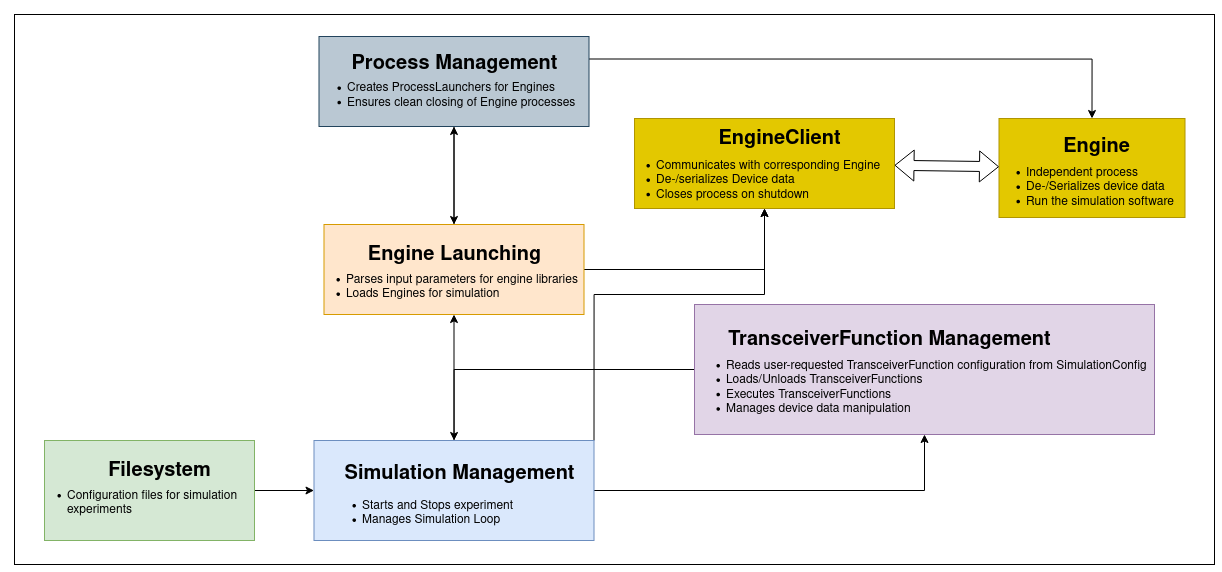 Process Management
• Creates ProcessLaunchers for Engines
• Ensures clean closing of Engine processes
EngineClient
• Communicates with corresponding Engine
• De-/serializes Device data
• Closes process on shutdown
Engine
• Independent process
• De-/Serializes device data
• Run the simulation software
Engine Launching
• Parses input parameters for engine libraries
• Loads Engines for simulation
TransceiverFunction Management
• Reads user-requested TransceiverFunction configuration from SimulationConfig
• Loads/Unloads TransceiverFunctions
• Executes TransceiverFunctions
• Manages device data manipulation
Filesystem
• Configuration files for simulation
experiments
Simulation Management
• Starts and Stops experiment
• Manages Simulation Loop